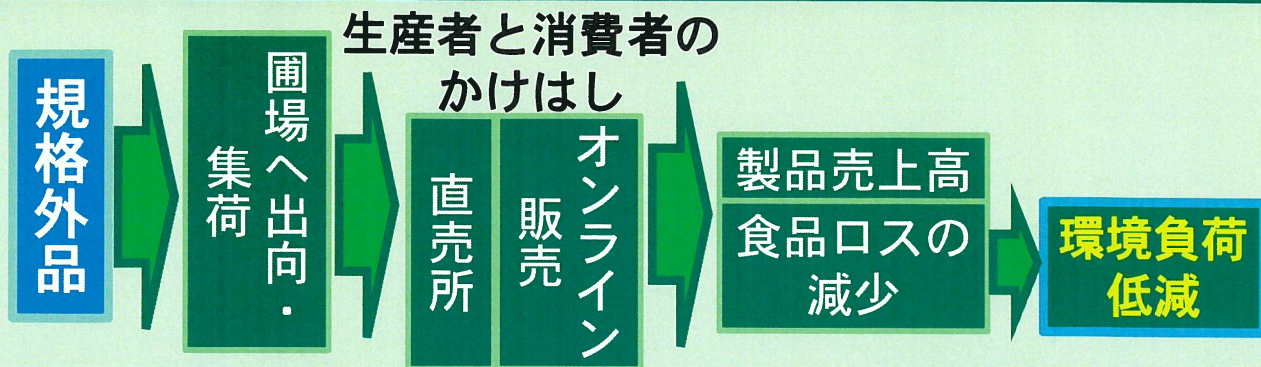 規格外品
圃場へ出向・
集荷
生産者と消費者の
かけはし
直売所
オンライン
販売
製品売上高
食品ロスの
減少
環境負荷
低減